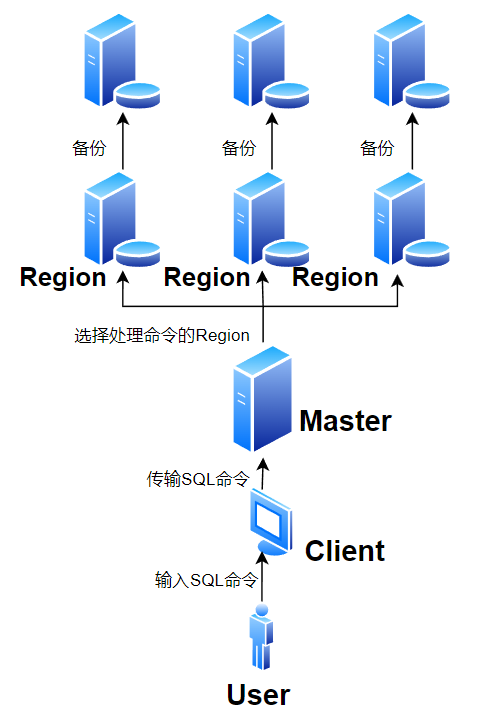 备份
备份
备份
Region
Region
Region
选择处理命令的Region
Master
传输SQL命令
Client
输入SQL命令
User